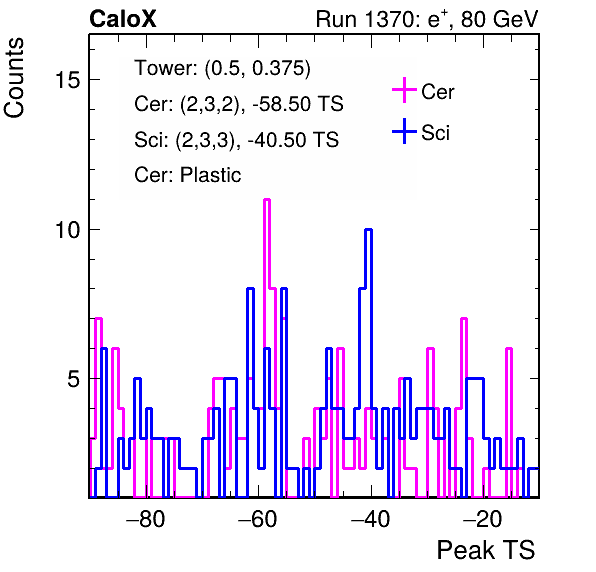 CaloX Run 1370: e⁺, 80 GeV
Counts
Tower: (0.5, 0.375)
Cer: (2,3,2), -58.50 TS
Sci: (2,3,3), -40.50 TS
Cer: Plastic
Cer
Sci
15
10
5
−80 −60 −40 −20
Peak TS